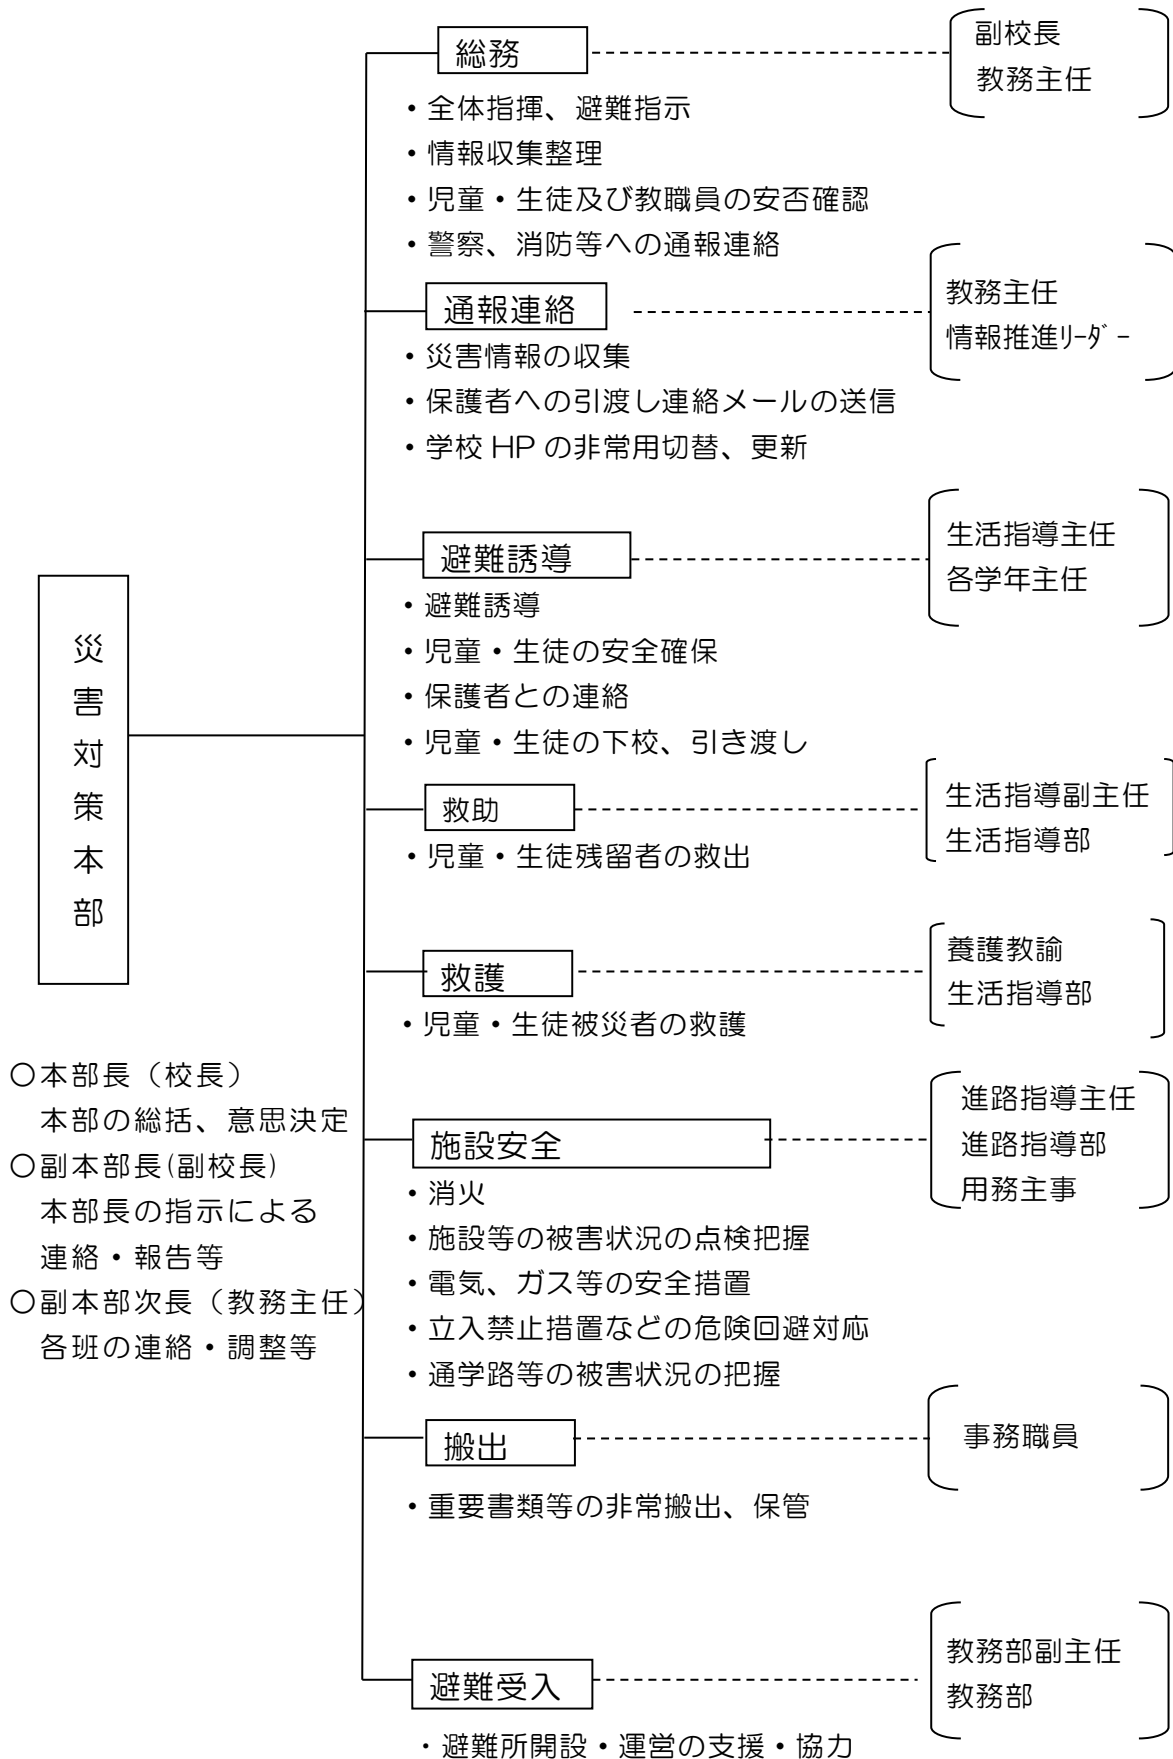 総務
副校長
教務主任
・全体指揮、避難指示
・情報収集整理
・児童・生徒及び教職員の安否確認
・警察、消防等への通報連絡
通報連絡
教務主任
情報推進ﾘｰﾀﾞｰ
・災害情報の収集
・保護者への引渡し連絡メールの送信
・学校 HP の非常用切替、更新
避難誘導
生活指導主任
各学年主任
・避難誘導
・児童・生徒の安全確保
・保護者との連絡
・児童・生徒の下校、引き渡し
災害対策本部
救助
生活指導副主任
生活指導部
・児童・生徒残留者の救出
救護
養護教諭
生活指導部
・児童・生徒被災者の救護
〇本部長（校長）
本部の総括、意思決定
〇副本部長(副校長)
本部長の指示による
連絡・報告等
〇副本部次長（教務主任）
各班の連絡・調整等
施設安全
進路指導主任
進路指導部
用務主事
・消火
・施設等の被害状況の点検把握
・電気、ガス等の安全措置
・立入禁止措置などの危険回避対応
・通学路等の被害状況の把握
搬出
事務職員
・重要書類等の非常搬出、保管
避難受入
教務部副主任
教務部
・避難所開設・運営の支援・協力